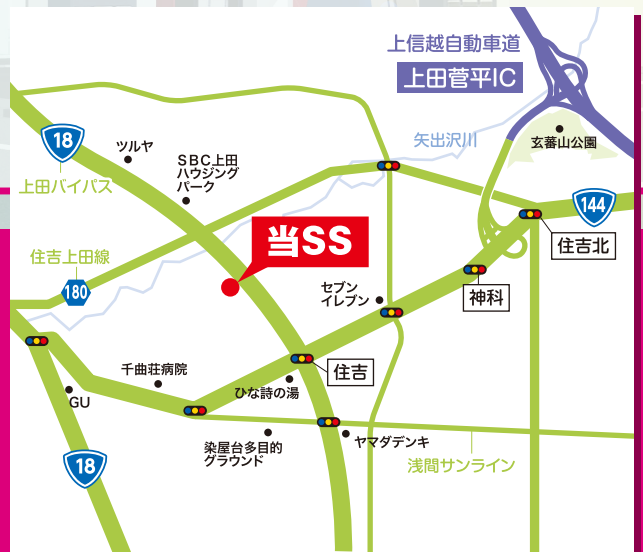 上信越自動車道
上田菅平IC
18
ツルヤ
SBC上田
ハウジング
パーク
矢出沢川
玄蕃山公園
上田バイパス
144
当SS
住吉北
住吉上田線
180
セブン
イレブン
神科
千曲荘病院
住吉
GU
ひな詩の湯
染屋台多目的
グラウンド
ヤマダデンキ
18
浅間サンライン